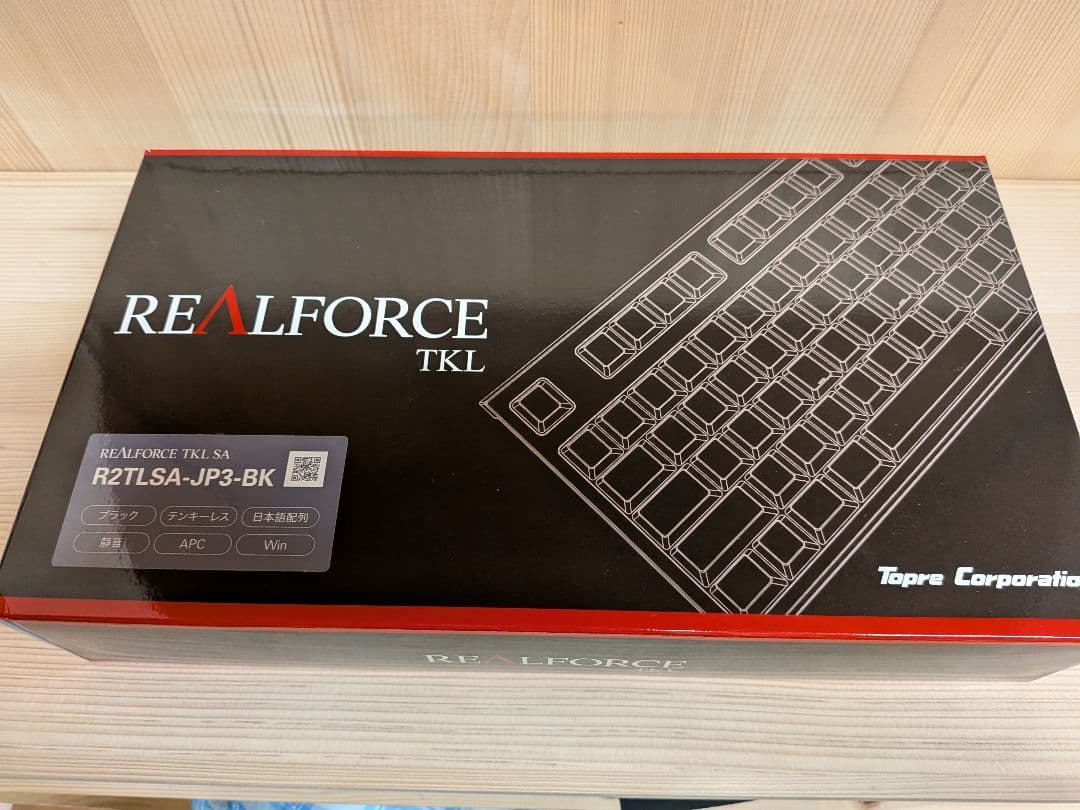 REALFORCE
TKL
REALFORCE TKL SA
R2TLSA-JP3-BK
ブラック テンキーレス 日本語配列
静音 APC Win
Topre Corporatio
REALFORCE
TKL